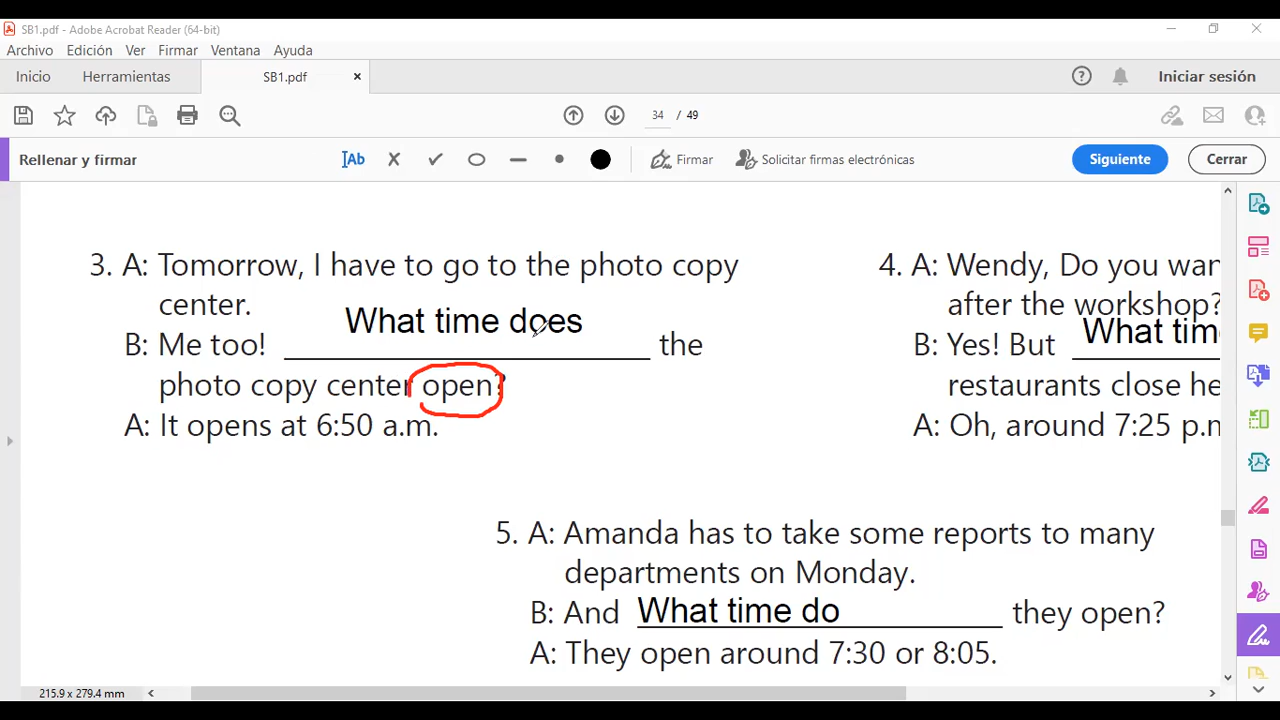 SB1.pdf - Adobe Acrobat Reader (64-bit)
Archivo Edición Ver Firmar Ventana Ayuda
Inicio Herramientas SB1.pdf × Iniciar sesión
34 / 49
Rellenar y firmar Ab Firmar Solicitar firmas electrónicas Siguiente Cerrar
3. A: Tomorrow, I have to go to the photo copy
center.
What time does
B: Me too! ______ the
photo copy center open?
A: It opens at 6:50 a.m.
4. A: Wendy, Do you wan
after the workshop?
What tim
B: Yes! But ______
restaurants close he
A: Oh, around 7:25 p.m
5. A: Amanda has to take some reports to many
departments on Monday.
B: And What time do they open?
A: They open around 7:30 or 8:05.
215.9 x 279.4 mm